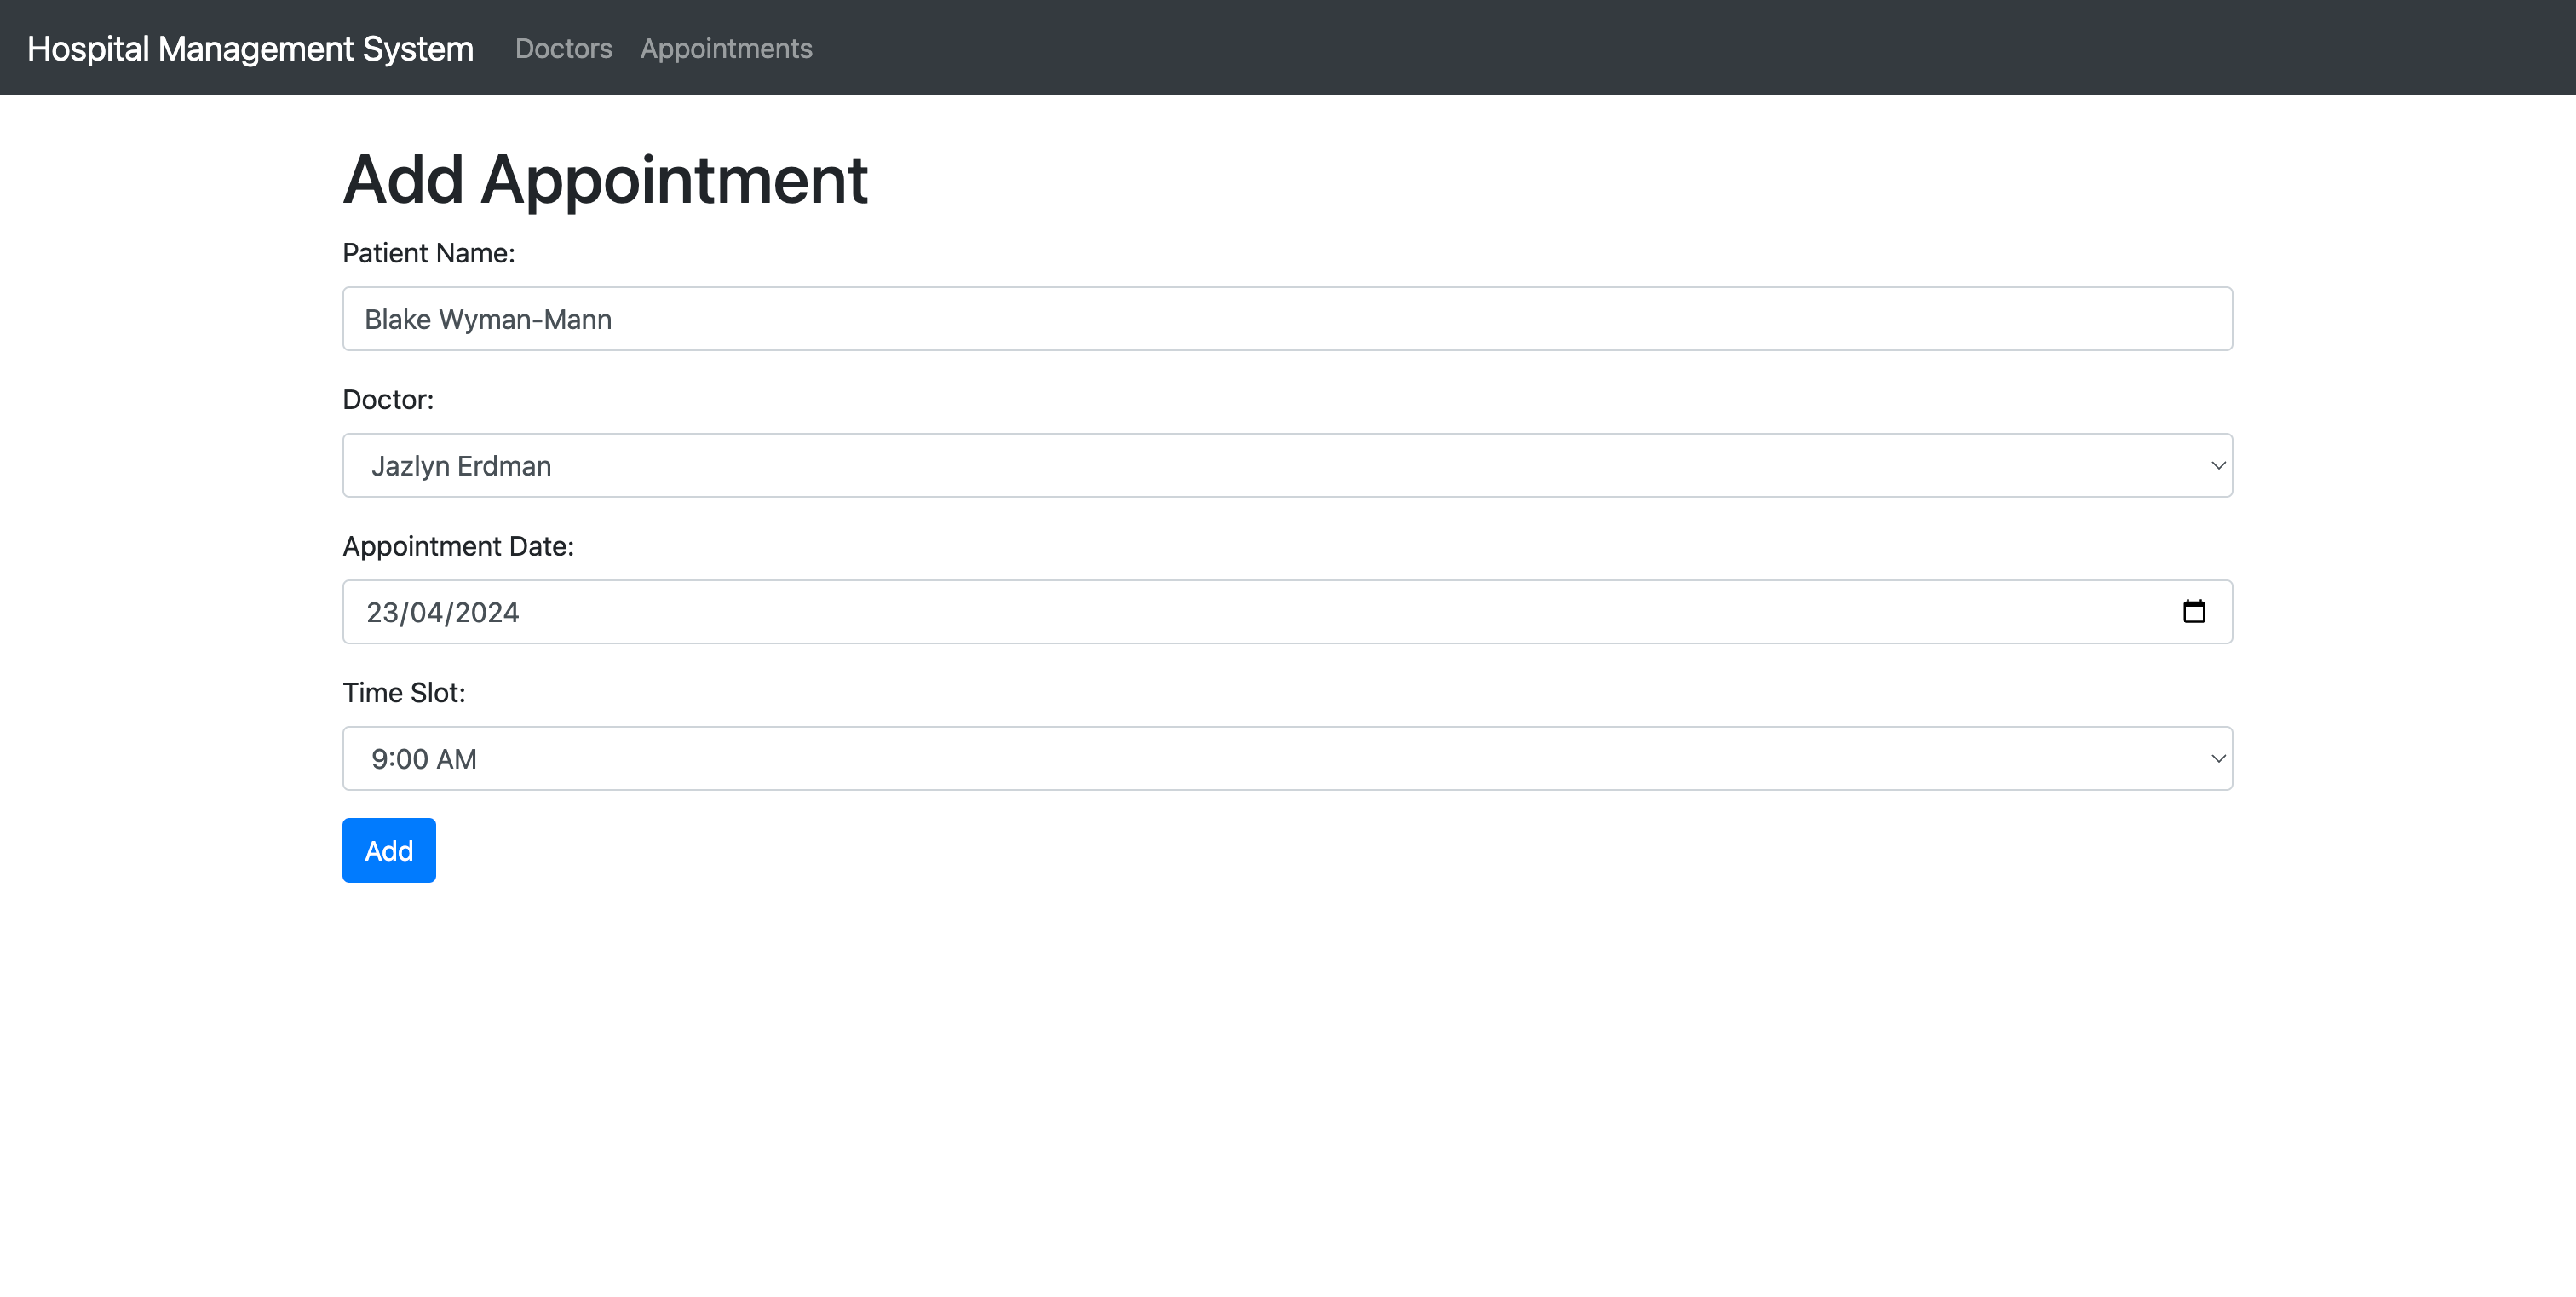 Hospital Management System Doctors Appointments
Add Appointment
Patient Name:
Blake Wyman-Mann
Doctor:
Jazlyn Erdman
Appointment Date:
23/04/2024
Time Slot:
9:00 AM
Add